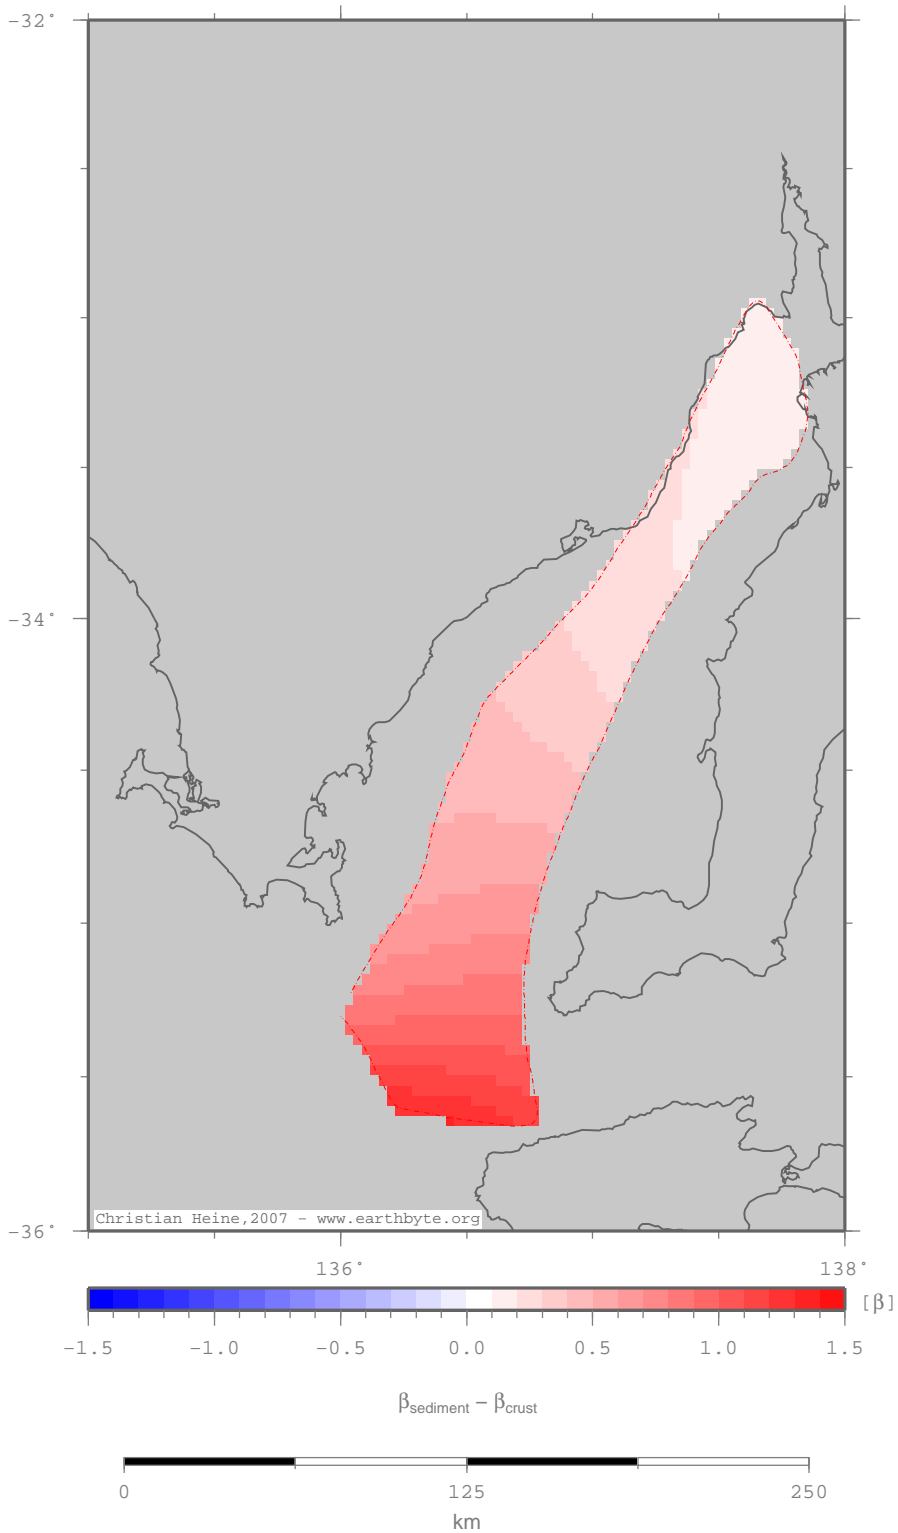 −32°
−34°
−36°
Christian Heine,2007 - www.earthbyte.org
136° 138°
[β]
−1.5 −1.0 −0.5 0.0 0.5 1.0 1.5
βsediment − βcrust
0 125 250
km